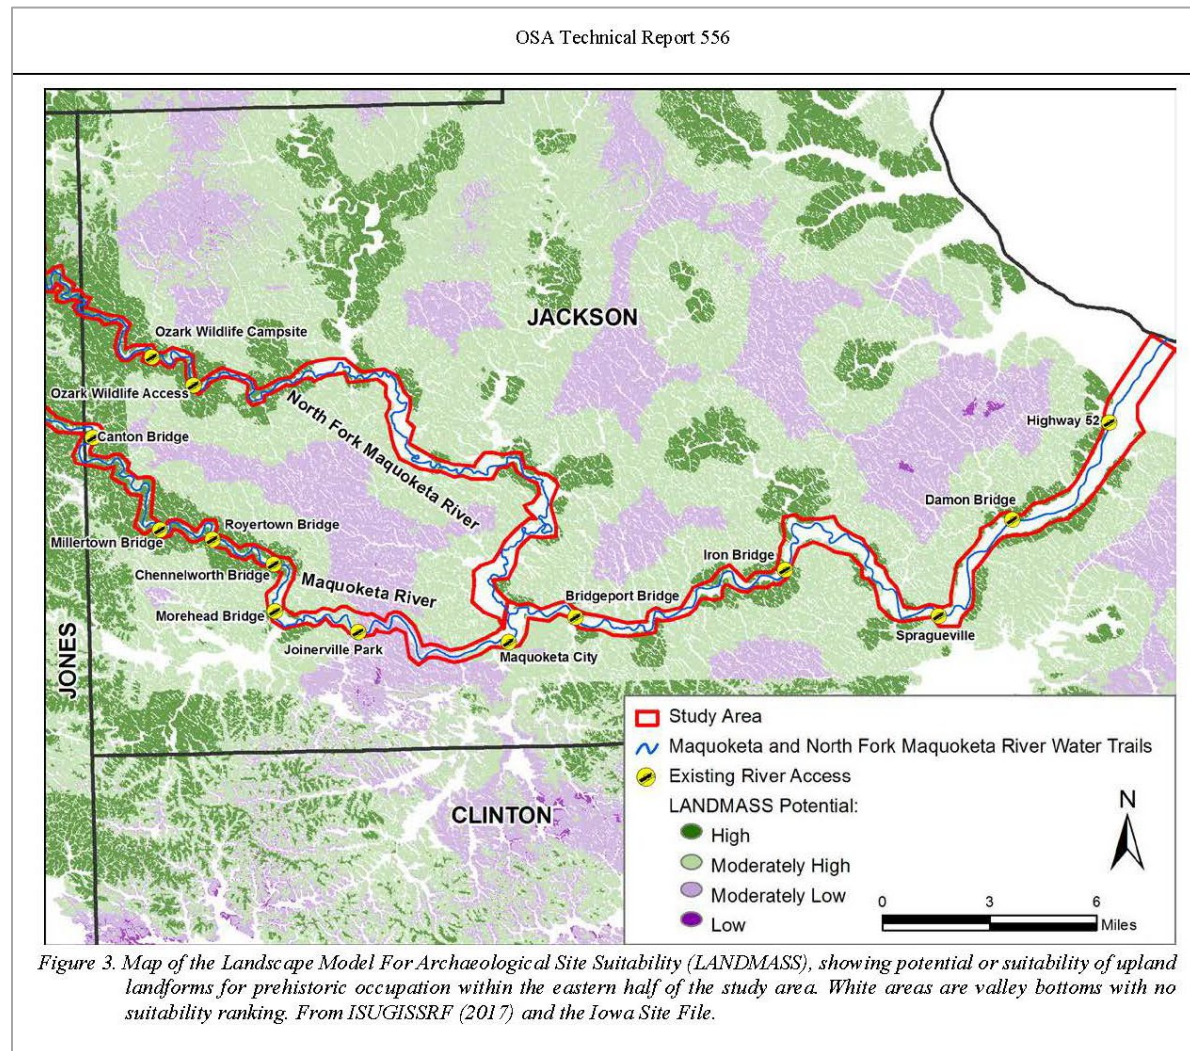 OSA Technical Report 556
JACKSON
Ozark Wildlife Campsite
Ozark Wildlife Access
Canton Bridge
North Fork Maquoketa River
Highway 52
Damon Bridge
Royertown Bridge
Millertown Bridge
Chennelworth Bridge
Maquoketa River
Iron Bridge
Bridgeport Bridge
Morehead Bridge
Joinerville Park
Maquoketa City
Spragueville
JONES
CLINTON
Study Area
Maquoketa and North Fork Maquoketa River Water Trails
Existing River Access
LANDMASS Potential:
High
Moderately High
Moderately Low
Low
N
0 3 6
Miles
Figure 3. Map of the Landscape Model For Archaeological Site Suitability (LANDMASS), showing potential or suitability of upland
landforms for prehistoric occupation within the eastern half of the study area. White areas are valley bottoms with no
suitability ranking. From ISUGISSRF (2017) and the Iowa Site File.